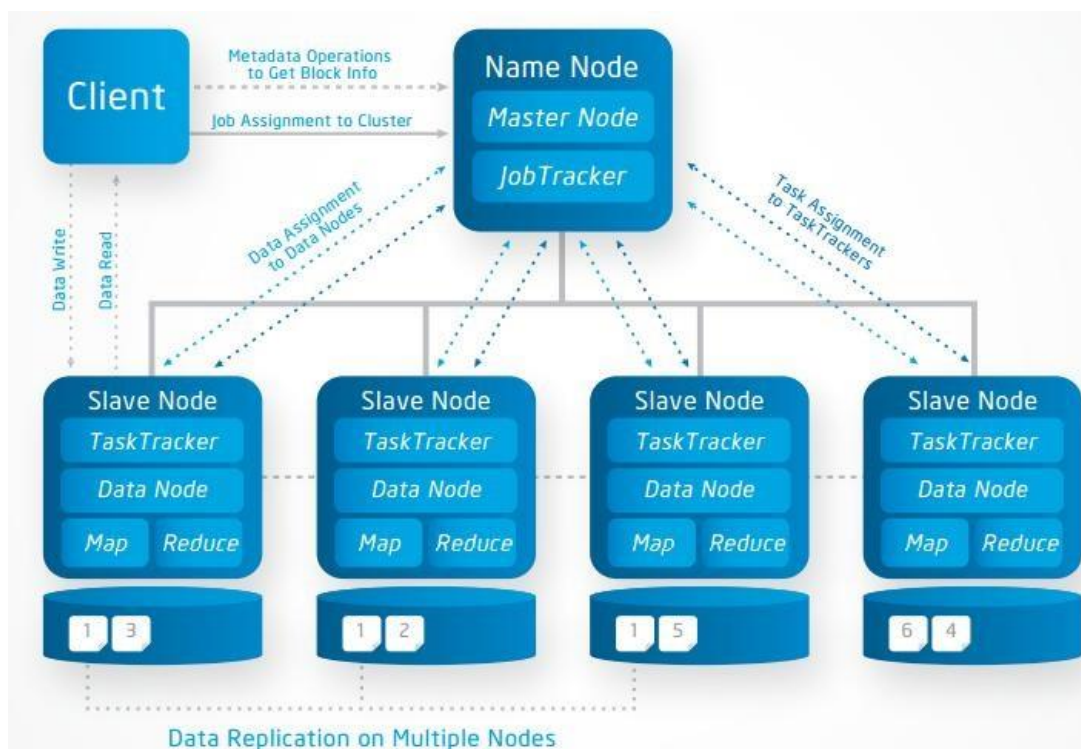 Client
Metadata Operations
to Get Block Info
Job Assignment to Cluster
Name Node
Master Node
JobTracker
Data Write
Data Read
Data Assignment
to Data Nodes
Task Assignment
to TaskTrackers
Slave Node
TaskTracker
Data Node
Map Reduce
1 3
Slave Node
TaskTracker
Data Node
Map Reduce
1 2
Slave Node
TaskTracker
Data Node
Map Reduce
1 5
Slave Node
TaskTracker
Data Node
Map Reduce
6 4
Data Replication on Multiple Nodes